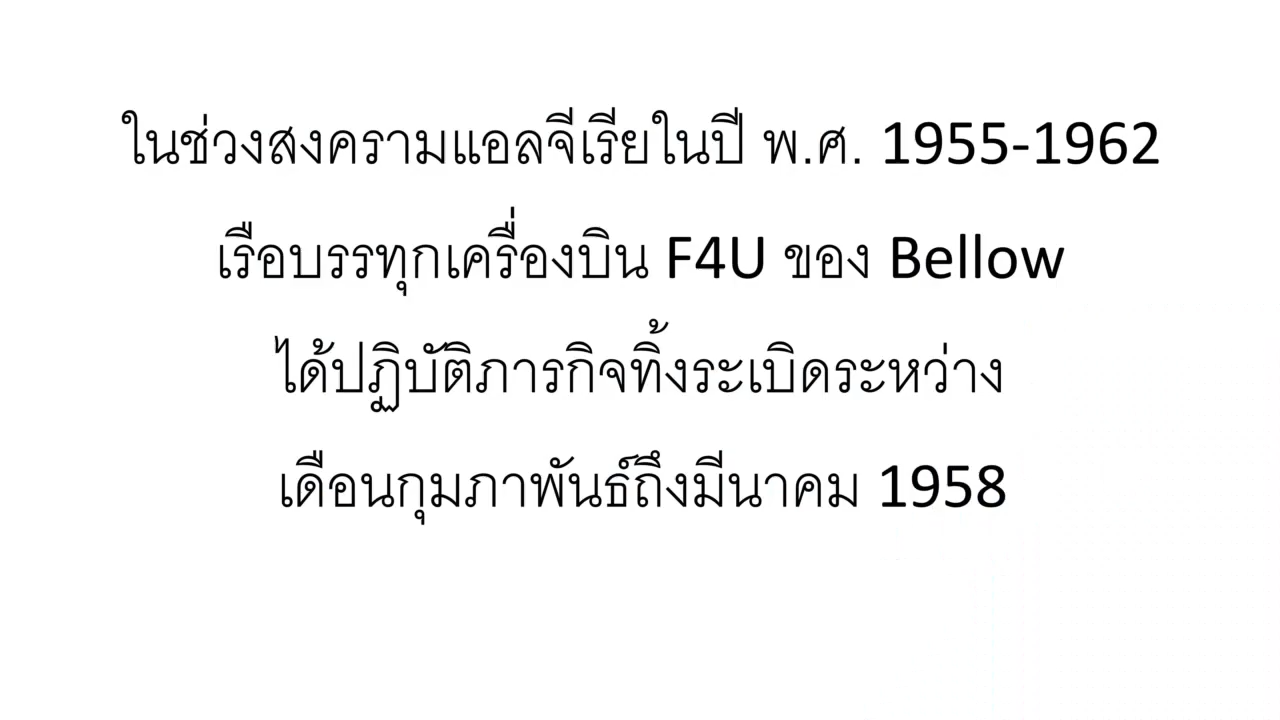 ในช่วงสงครามแอลจีเรียในปี พ.ศ. 1955-1962
เรือบรรทุกเครื่องบิน F4U ของ Bellow
ได้ปฏิบัติภารกิจทิ้งระเบิดระหว่าง
เดือนกุมภาพันธ์ถึงมีนาคม 1958